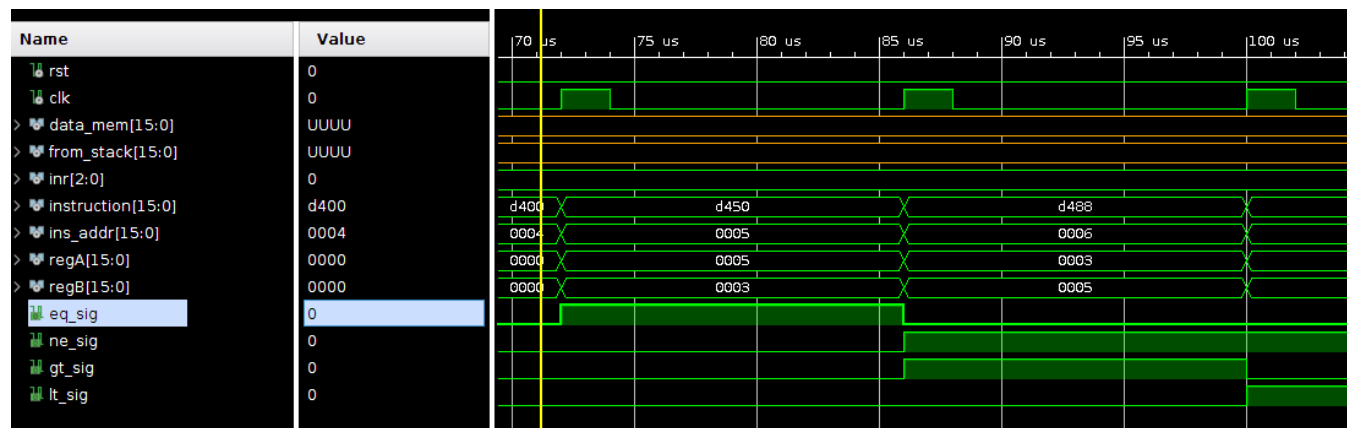 Name Value 70 us 75 us 80 us 85 us 90 us 95 us 100 us
rst 0
clk 0
data_mem[15:0] UUUU
from_stack[15:0] UUUU
inr[2:0] 0
instruction[15:0] d400 d400 d450 d488
ins_addr[15:0] 0004 0004 0005 0006
regA[15:0] 0000 0000 0005 0003
regB[15:0] 0000 0000 0003 0005
eq_sig 0
ne_sig 0
gt_sig 0
lt_sig 0